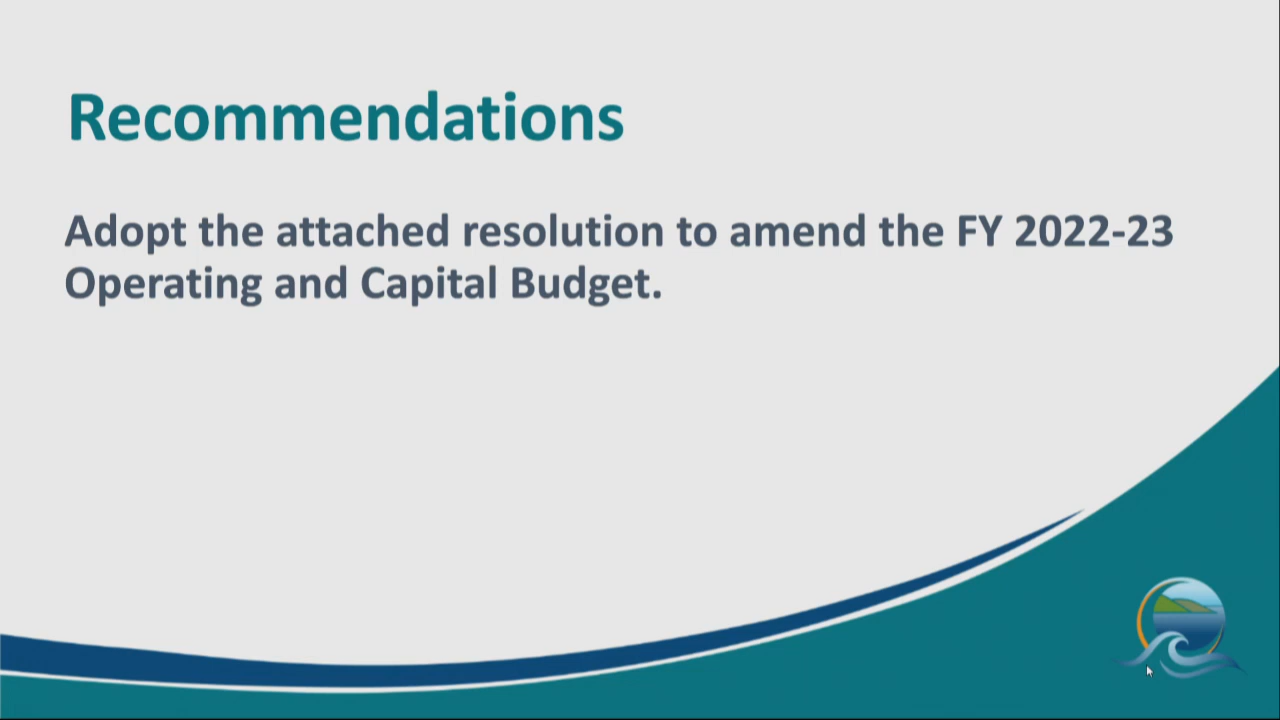 Recommendations
Adopt the attached resolution to amend the FY 2022-23
Operating and Capital Budget.